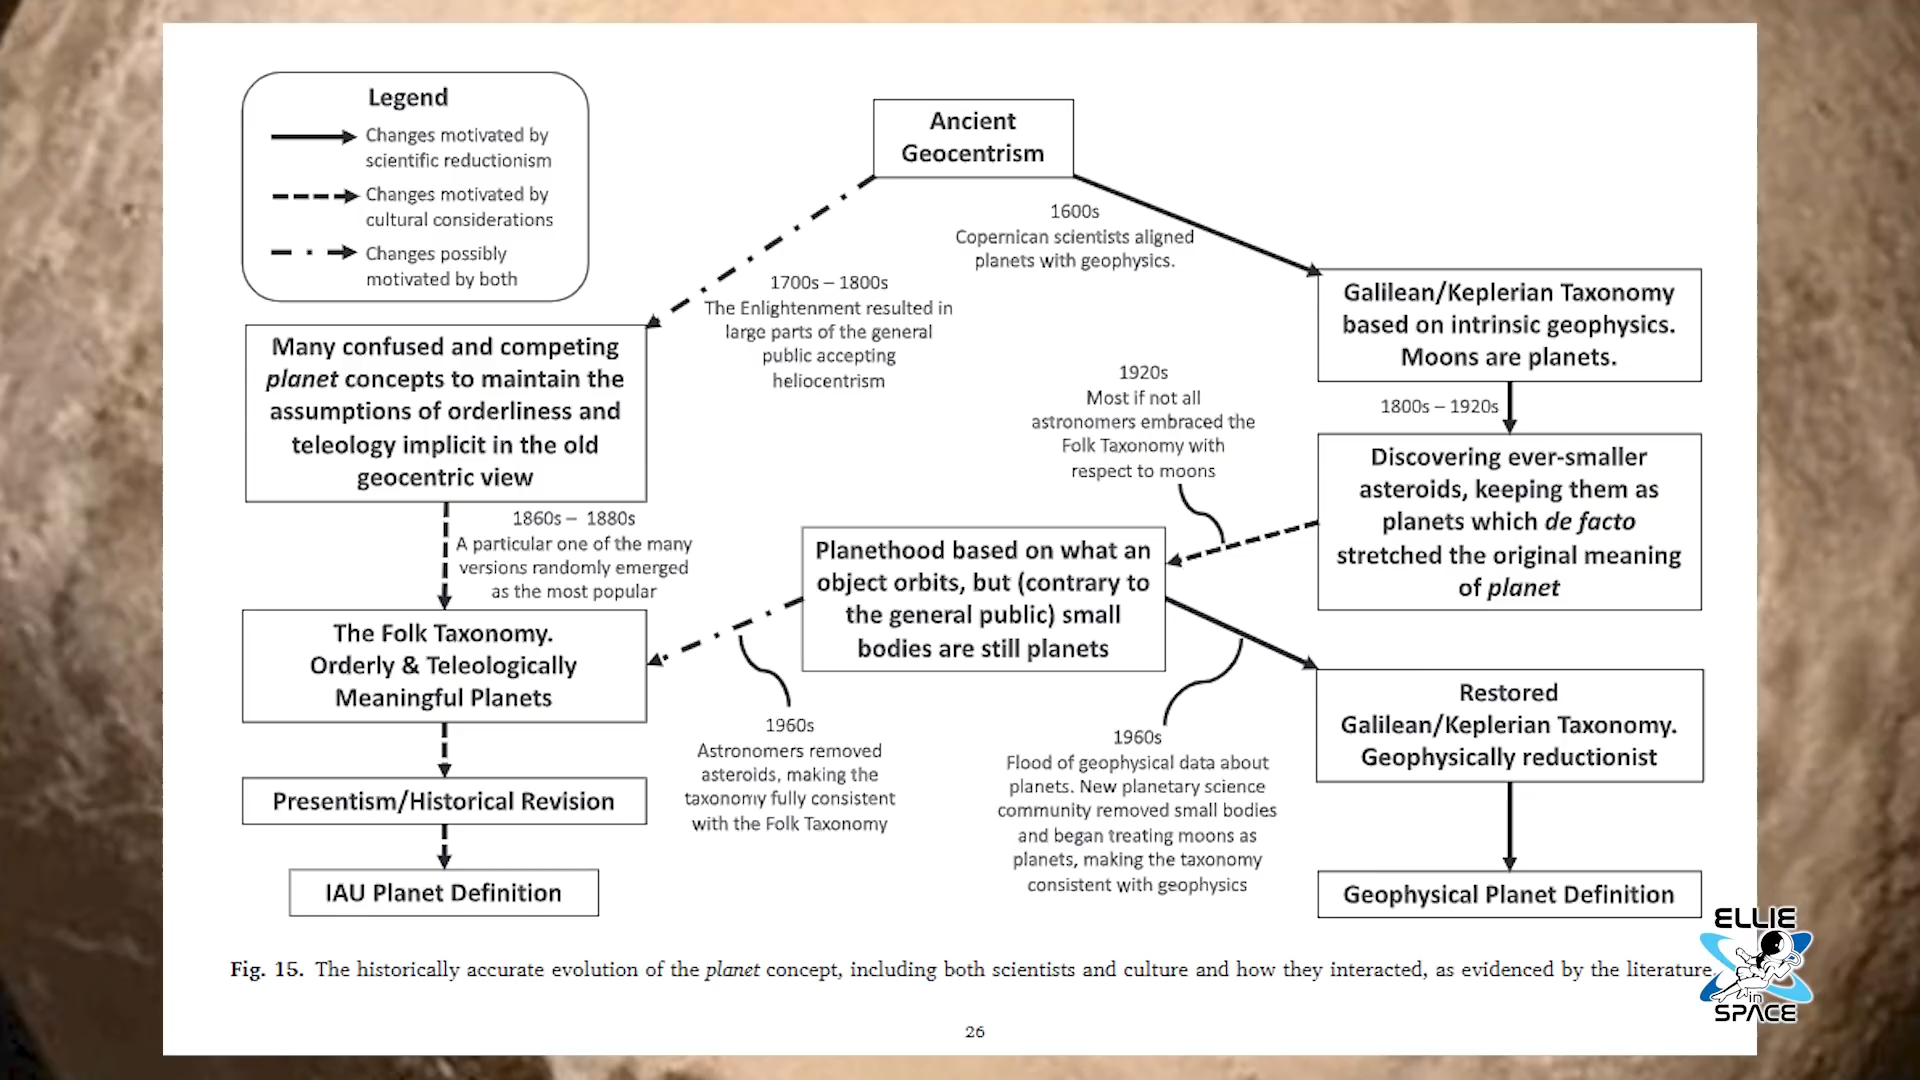 Legend
Changes motivated by
scientific reductionism
Changes motivated by
cultural considerations
Changes possibly
motivated by both
Ancient
Geocentrism
1600s
Copernican scientists aligned
planets with geophysics.
1700s – 1800s
The Enlightenment resulted in
large parts of the general
public accepting
heliocentrism
Galilean/Keplerian Taxonomy
based on intrinsic geophysics.
Moons are planets.
Many confused and competing
planet concepts to maintain the
assumptions of orderliness and
teleology implicit in the old
geocentric view
1920s
Most if not all
astronomers embraced the
Folk Taxonomy with
respect to moons
1800s – 1920s
Discovering ever-smaller
asteroids, keeping them as
planets which de facto
stretched the original meaning
of planet
1860s – 1880s
A particular one of the many
versions randomly emerged
as the most popular
Planethood based on what an
object orbits, but (contrary to
the general public) small
bodies are still planets
The Folk Taxonomy.
Orderly & Teleologically
Meaningful Planets
1960s
Astronomers removed
asteroids, making the
taxonomy fully consistent
with the Folk Taxonomy
1960s
Flood of geophysical data about
planets. New planetary science
community removed small bodies
and began treating moons as
planets, making the taxonomy
consistent with geophysics
Restored
Galilean/Keplerian Taxonomy.
Geophysically reductionist
Presentism/Historical Revision
IAU Planet Definition
Geophysical Planet Definition
Fig. 15. The historically accurate evolution of the planet concept, including both scientists and culture and how they interacted, as evidenced by the literature.
26
ELLIE
in
SPACE